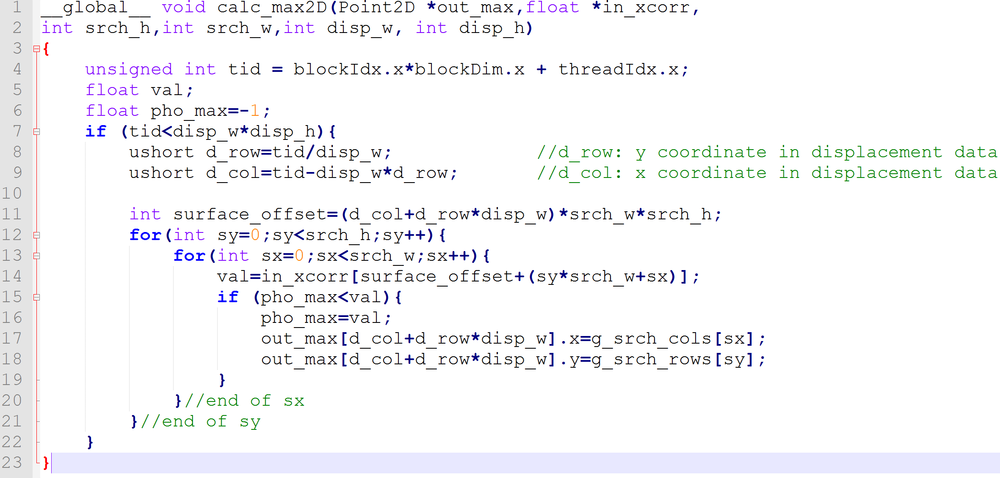 1 __global__ void calc_max2D(Point2D *out_max,float *in_xcorr,
2 int srch_h,int srch_w,int disp_w, int disp_h)
3 {
4     unsigned int tid = blockIdx.x*blockDim.x + threadIdx.x;
5     float val;
6     float pho_max=-1;
7     if (tid<disp_w*disp_h){
8         ushort d_row=tid/disp_w;             //d_row: y coordinate in displacement data
9         ushort d_col=tid-disp_w*d_row;       //d_col: x coordinate in displacement data
10
11         int surface_offset=(d_col+d_row*disp_w)*srch_w*srch_h;
12         for(int sy=0;sy<srch_h;sy++){
13             for(int sx=0;sx<srch_w;sx++){
14                 val=in_xcorr[surface_offset+(sy*srch_w+sx)];
15                 if (pho_max<val){
16                     pho_max=val;
17                     out_max[d_col+d_row*disp_w].x=g_srch_cols[sx];
18                     out_max[d_col+d_row*disp_w].y=g_srch_rows[sy];
19                 }
20             }//end of sx
21         }//end of sy
22     }
23 }